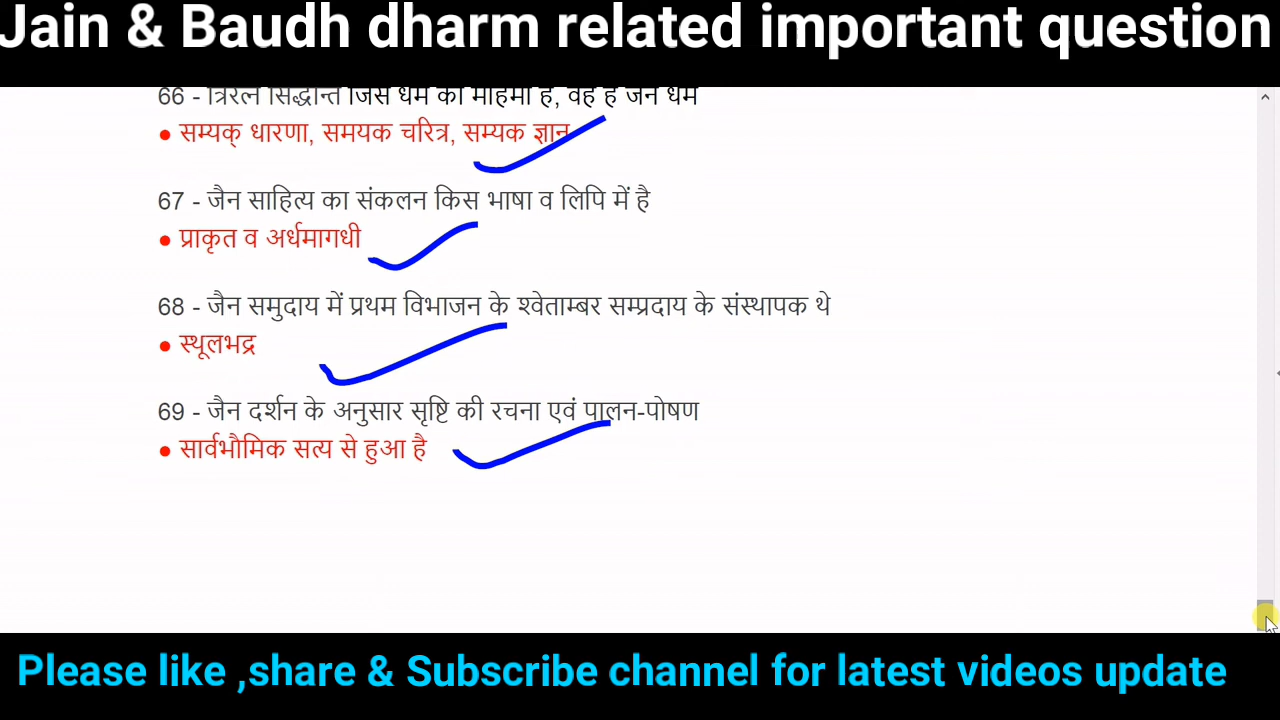 Jain & Baudh dharm related important question
66 - त्रिरत्न सिद्धान्त जिस धर्म की महिमा है, वह है जैन धर्म
● सम्यक् धारणा, समयक चरित्र, सम्यक ज्ञान
67 - जैन साहित्य का संकलन किस भाषा व लिपि में है
● प्राकृत व अर्धमागधी
68 - जैन समुदाय में प्रथम विभाजन के श्वेताम्बर सम्प्रदाय के संस्थापक थे
● स्थूलभद्र
69 - जैन दर्शन के अनुसार सृष्टि की रचना एवं पालन-पोषण
● सार्वभौमिक सत्य से हुआ है
Please like ,share & Subscribe channel for latest videos update